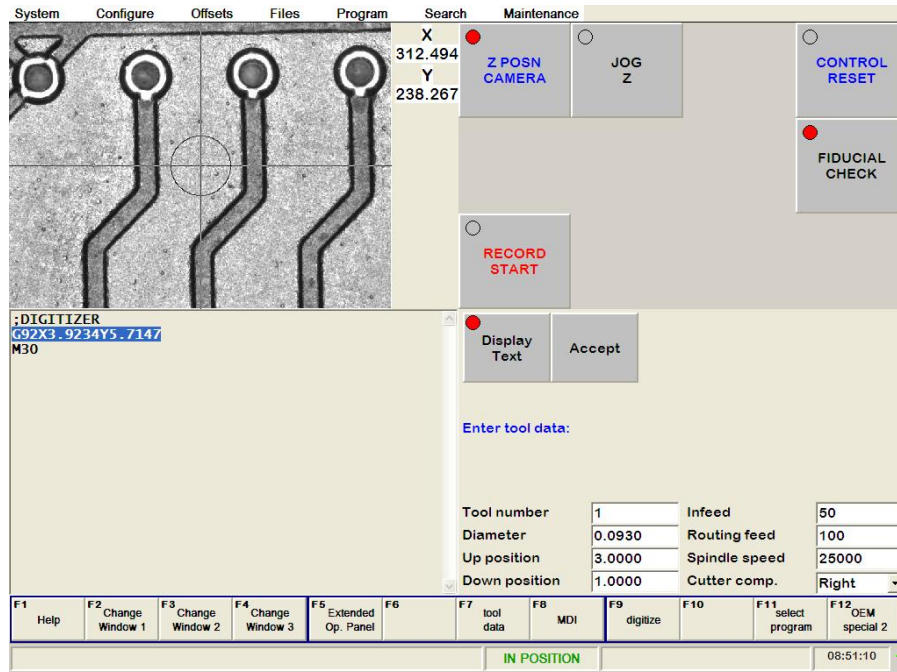 System Configure Offsets Files Program Search Maintenance
X
312.494
Y
238.267
Z POSN
CAMERA
JOG
Z
CONTROL
RESET
FIDUCIAL
CHECK
RECORD
START
;DIGITIZER
G92X3.9234Y5.7147
M30
Display
Text
Accept
Enter tool data:
Tool number 1 Infeed 50
Diameter 0.0930 Routing feed 100
Up position 3.0000 Spindle speed 25000
Down position 1.0000 Cutter comp. Right
F1 Help
F2 Change Window 1
F3 Change Window 2
F4 Change Window 3
F5 Extended Op. Panel
F6
F7 tool data
F8 MDI
F9 digitize
F10
F11 select program
F12 OEM special 2
IN POSITION 08:51:10